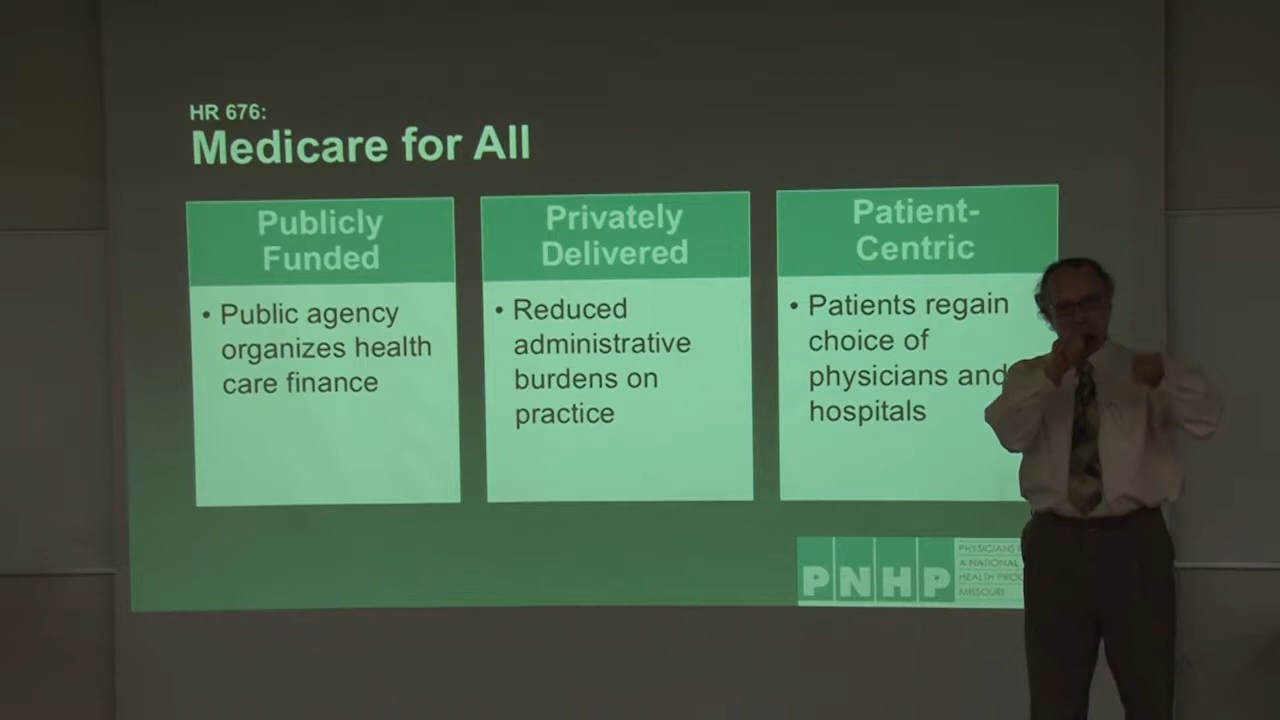 HR 676:
Medicare for All
Publicly
Funded
• Public agency
organizes health
care finance
Privately
Delivered
• Reduced
administrative
burdens on
practice
Patient-
Centric
• Patients regain
choice of
physicians and
hospitals
PNHP
PHYSICIANS
A NATIONAL
HEALTH
MISSOURI